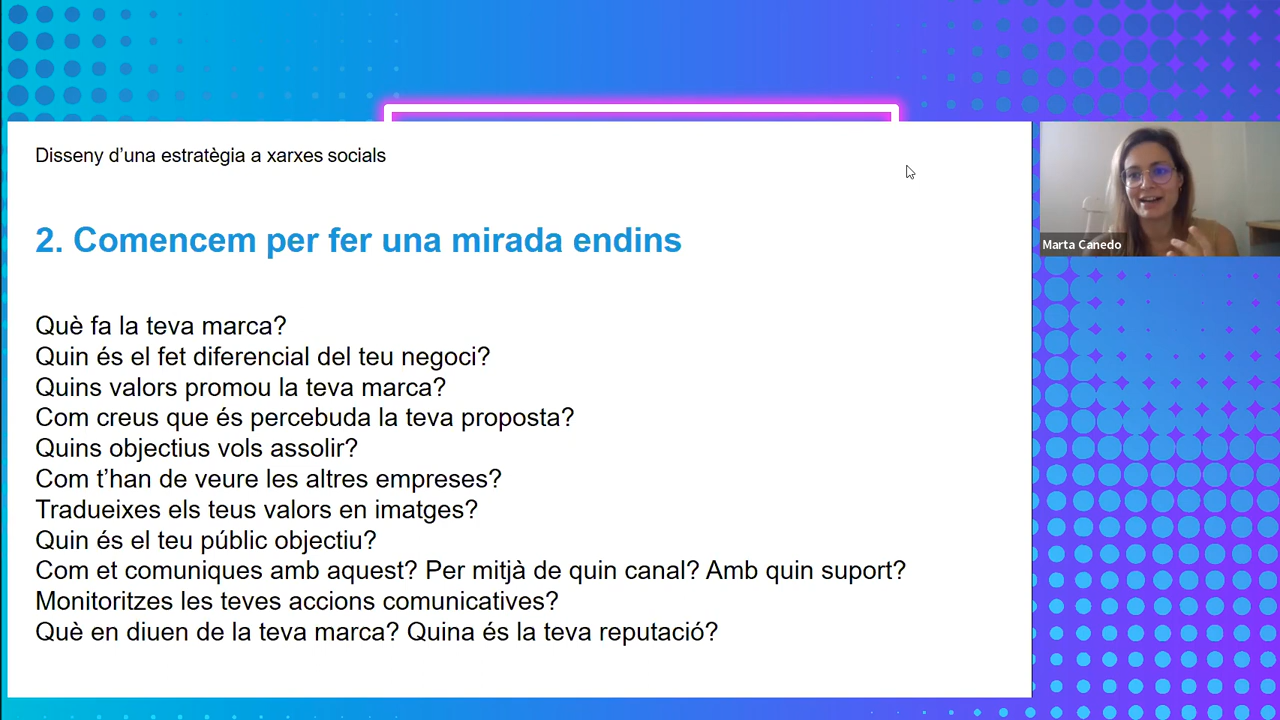 Disseny d’una estratègia a xarxes socials
2. Comencem per fer una mirada endins
Què fa la teva marca?
Quin és el fet diferencial del teu negoci?
Quins valors promou la teva marca?
Com creus que és percebuda la teva proposta?
Quins objectius vols assolir?
Com t’han de veure les altres empreses?
Tradueixes els teus valors en imatges?
Quin és el teu públic objectiu?
Com et comuniques amb aquest? Per mitjà de quin canal? Amb quin suport?
Monitoritzes les teves accions comunicatives?
Què en diuen de la teva marca? Quina és la teva reputació?
Marta Canedo